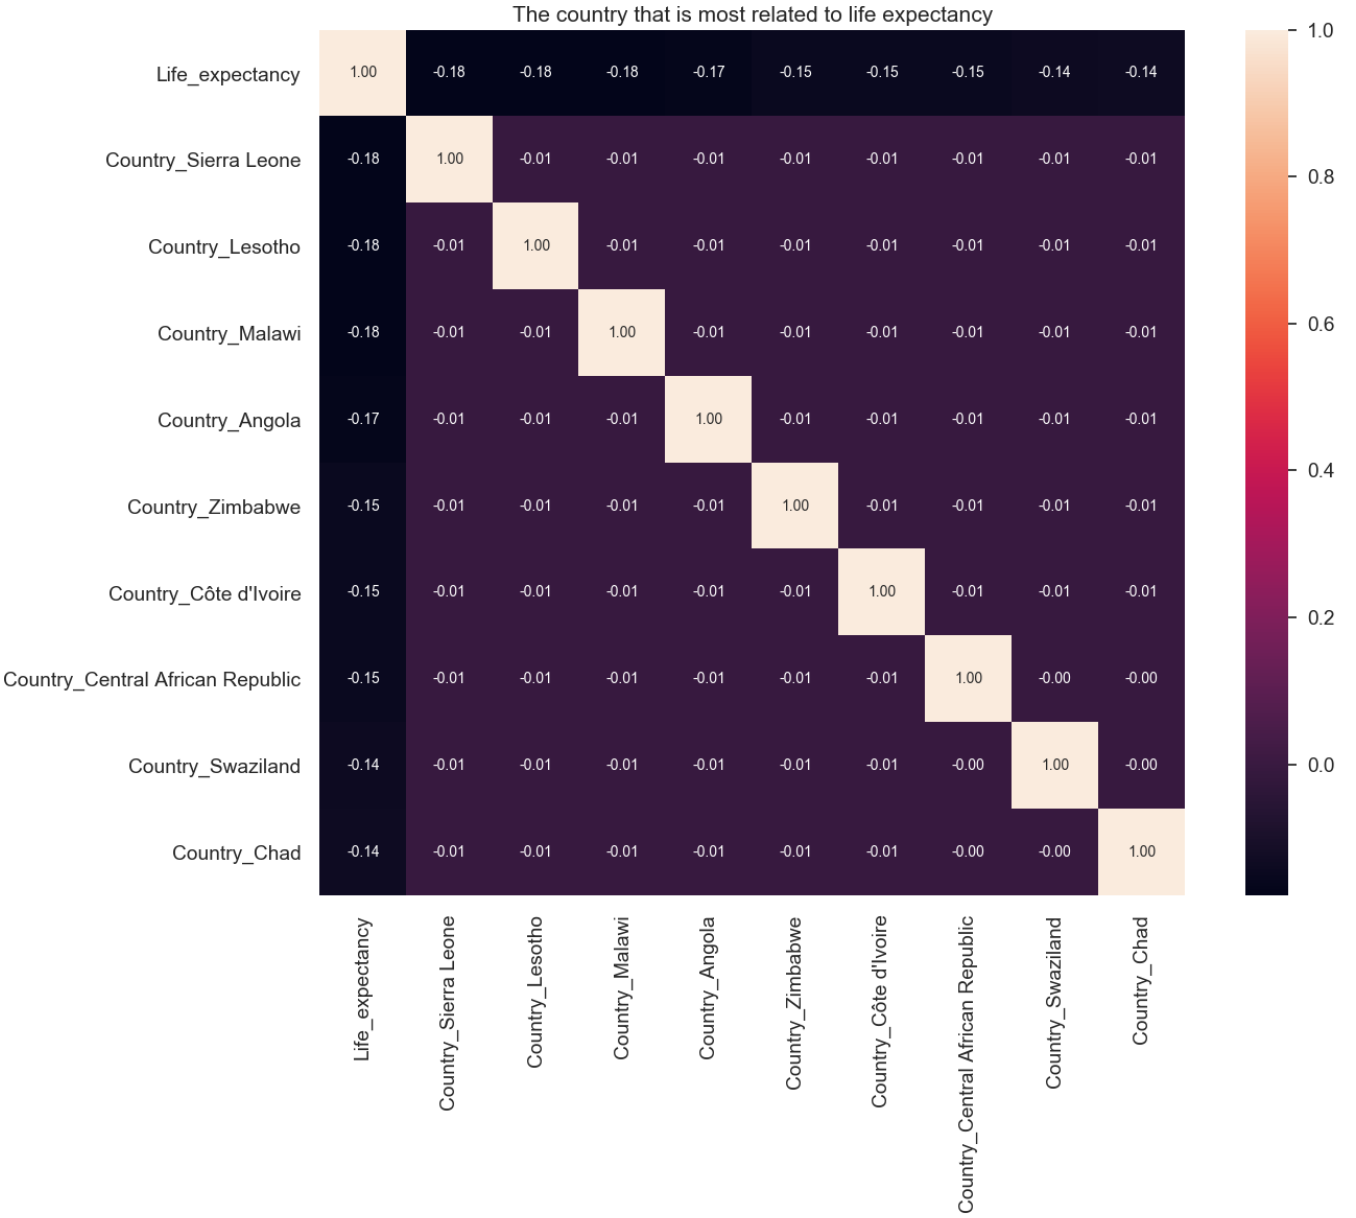 The country that is most related to life expectancy
Life_expectancy 1.00 -0.18 -0.18 -0.18 -0.17 -0.15 -0.15 -0.15 -0.14 -0.14
Country_Sierra Leone -0.18 1.00 -0.01 -0.01 -0.01 -0.01 -0.01 -0.01 -0.01 -0.01
Country_Lesotho -0.18 -0.01 1.00 -0.01 -0.01 -0.01 -0.01 -0.01 -0.01 -0.01
Country_Malawi -0.18 -0.01 -0.01 1.00 -0.01 -0.01 -0.01 -0.01 -0.01 -0.01
Country_Angola -0.17 -0.01 -0.01 -0.01 1.00 -0.01 -0.01 -0.01 -0.01 -0.01
Country_Zimbabwe -0.15 -0.01 -0.01 -0.01 -0.01 1.00 -0.01 -0.01 -0.01 -0.01
Country_Côte d'Ivoire -0.15 -0.01 -0.01 -0.01 -0.01 -0.01 1.00 -0.01 -0.01 -0.01
Country_Central African Republic -0.15 -0.01 -0.01 -0.01 -0.01 -0.01 -0.01 1.00 -0.00 -0.00
Country_Swaziland -0.14 -0.01 -0.01 -0.01 -0.01 -0.01 -0.01 -0.00 1.00 -0.00
Country_Chad -0.14 -0.01 -0.01 -0.01 -0.01 -0.01 -0.01 -0.00 -0.00 1.00
Life_expectancy
Country_Sierra Leone
Country_Lesotho
Country_Malawi
Country_Angola
Country_Zimbabwe
Country_Côte d'Ivoire
Country_Central African Republic
Country_Swaziland
Country_Chad
1.0
0.8
0.6
0.4
0.2
0.0